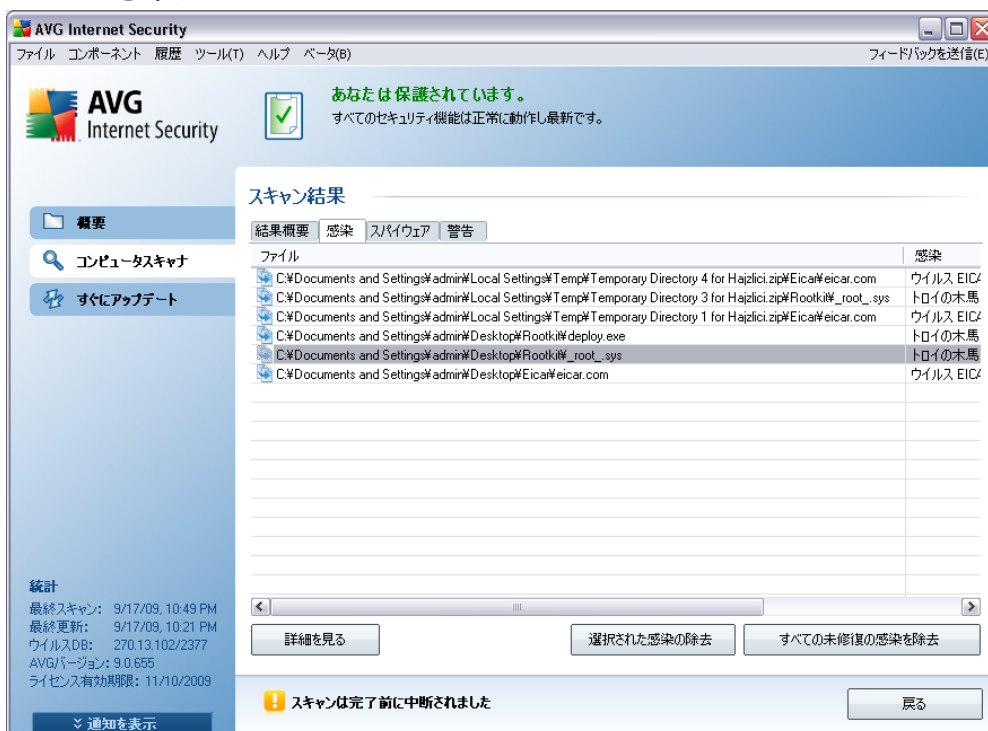 AVG Internet Security
ファイル コンポーネント 履歴 ツール(T) ヘルプ ベータ(B) フィードバックを送信(E)
AVG
Internet Security
あなたは保護されています。
すべてのセキュリティ機能は正常に動作し最新です。
概要
コンピュータスキャナ
すぐにアップデート
スキャン結果
結果概要 感染 スパイウェア 警告
ファイル 感染
C:¥Documents and Settings¥admin¥Local Settings¥Temp¥Temporary Directory 4 for Hajzlici.zip¥Eicar¥eicar.com ウイルス EICA
C:¥Documents and Settings¥admin¥Local Settings¥Temp¥Temporary Directory 3 for Hajzlici.zip¥Rootkit¥_root_.sys トロイの木馬
C:¥Documents and Settings¥admin¥Local Settings¥Temp¥Temporary Directory 1 for Hajzlici.zip¥Eicar¥eicar.com ウイルス EICA
C:¥Documents and Settings¥admin¥Desktop¥Rootkit¥deploy.exe トロイの木馬
C:¥Documents and Settings¥admin¥Desktop¥Rootkit¥_root_.sys トロイの木馬
C:¥Documents and Settings¥admin¥Desktop¥Eicar¥eicar.com ウイルス EICA
統計
最終スキャン: 9/17/09, 10:49 PM
最終更新: 9/17/09, 10:21 PM
ウイルスDB: 270.13.102/2377
AVGバージョン: 9.0.655
ライセンス有効期限: 11/10/2009
通知を表示
詳細を見る 選択された感染の除去 すべての未修復の感染を除去
スキャンは完了前に中断されました 戻る